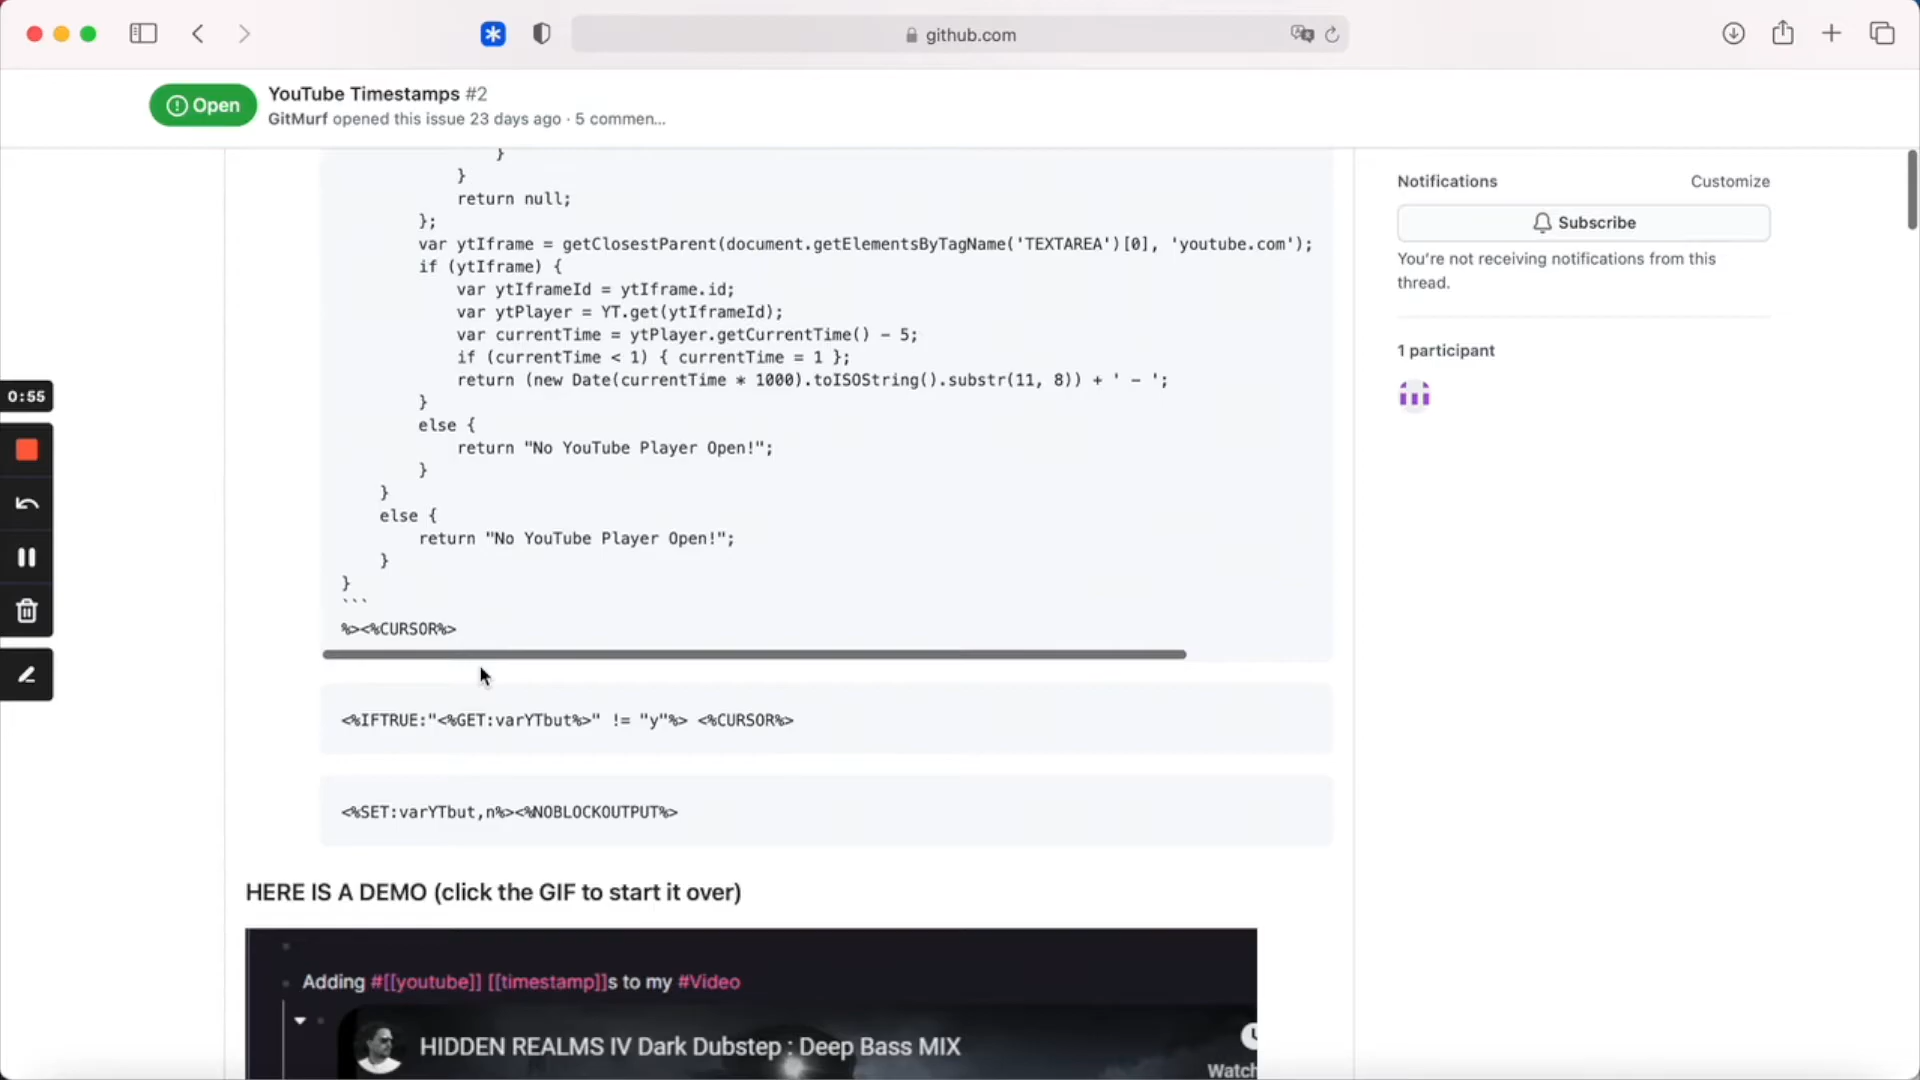 github.com
Open
YouTube Timestamps #2
GitMurf opened this issue 23 days ago · 5 commen...
}
}
return null;
};
var ytIframe = getClosestParent(document.getElementsByTagName('TEXTAREA')[0], 'youtube.com');
if (ytIframe) {
var ytIframeId = ytIframe.id;
var ytPlayer = YT.get(ytIframeId);
var currentTime = ytPlayer.getCurrentTime() - 5;
if (currentTime < 1) { currentTime = 1 };
return (new Date(currentTime * 1000).toISOString().substr(11, 8)) + ' - ';
}
else {
return "No YouTube Player Open!";
}
}
else {
return "No YouTube Player Open!";
}
}
```
%><%CURSOR%>
<%IFTRUE:"<%GET:varYTbut%>" != "y"%> <%CURSOR%>
<%SET:varYTbut,n%><%NOBLOCKOUTPUT%>
HERE IS A DEMO (click the GIF to start it over)
Adding #[[youtube]] [[timestamp]]s to my #Video
HIDDEN REALMS IV Dark Dubstep : Deep Bass MIX
Watch
Notifications
Customize
Subscribe
You're not receiving notifications from this
thread.
1 participant
0:55